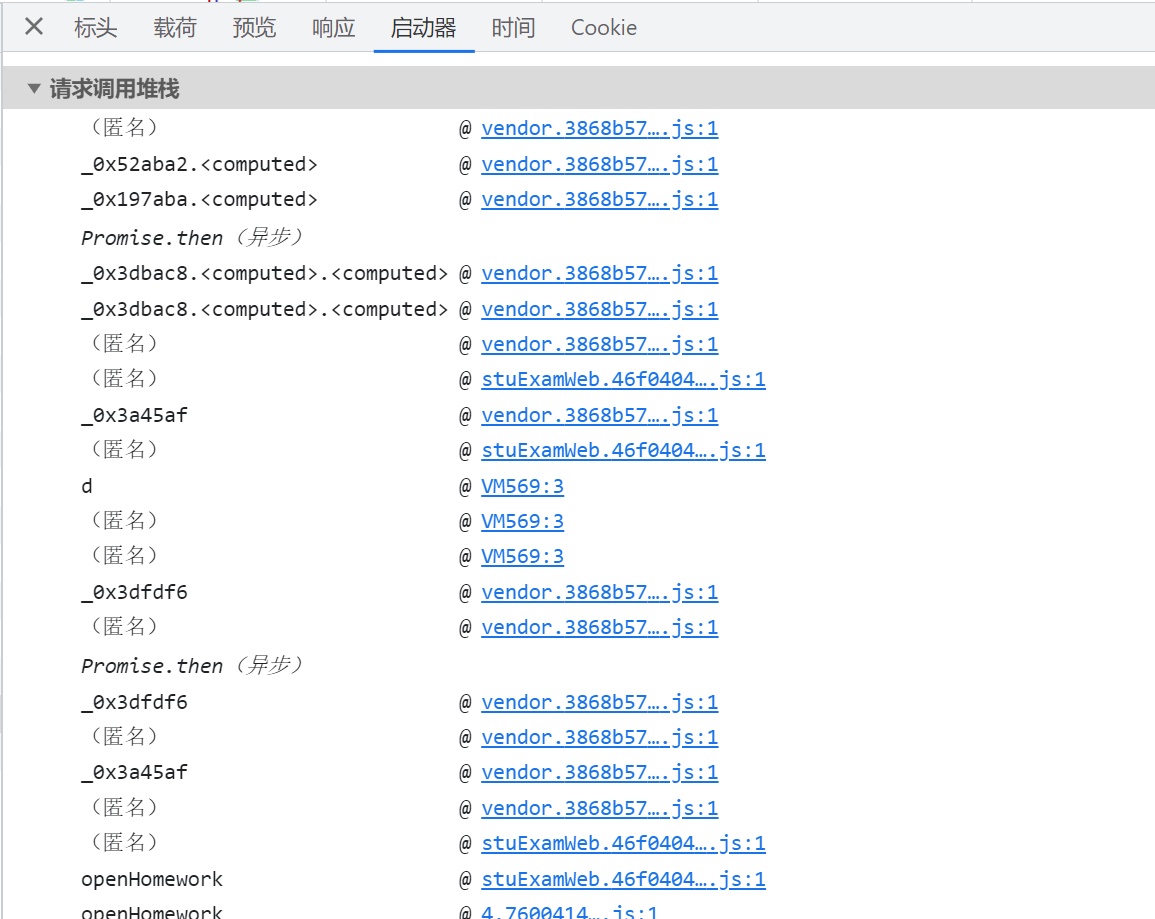 标头 载荷 预览 响应 启动器 时间 Cookie
请求调用堆栈
（匿名） @ vendor.3868b57….js:1
_0x52aba2.<computed> @ vendor.3868b57….js:1
_0x197aba.<computed> @ vendor.3868b57….js:1
Promise.then（异步）
_0x3dbac8.<computed>.<computed> @ vendor.3868b57….js:1
_0x3dbac8.<computed>.<computed> @ vendor.3868b57….js:1
（匿名） @ vendor.3868b57….js:1
（匿名） @ stuExamWeb.46f0404….js:1
_0x3a45af @ vendor.3868b57….js:1
（匿名） @ stuExamWeb.46f0404….js:1
d @ VM569:3
（匿名） @ VM569:3
（匿名） @ VM569:3
_0x3dfdf6 @ vendor.3868b57….js:1
（匿名） @ vendor.3868b57….js:1
Promise.then（异步）
_0x3dfdf6 @ vendor.3868b57….js:1
（匿名） @ vendor.3868b57….js:1
_0x3a45af @ vendor.3868b57….js:1
（匿名） @ vendor.3868b57….js:1
（匿名） @ stuExamWeb.46f0404….js:1
openHomework @ stuExamWeb.46f0404….js:1
openHomework @ 4.7600414….js:1